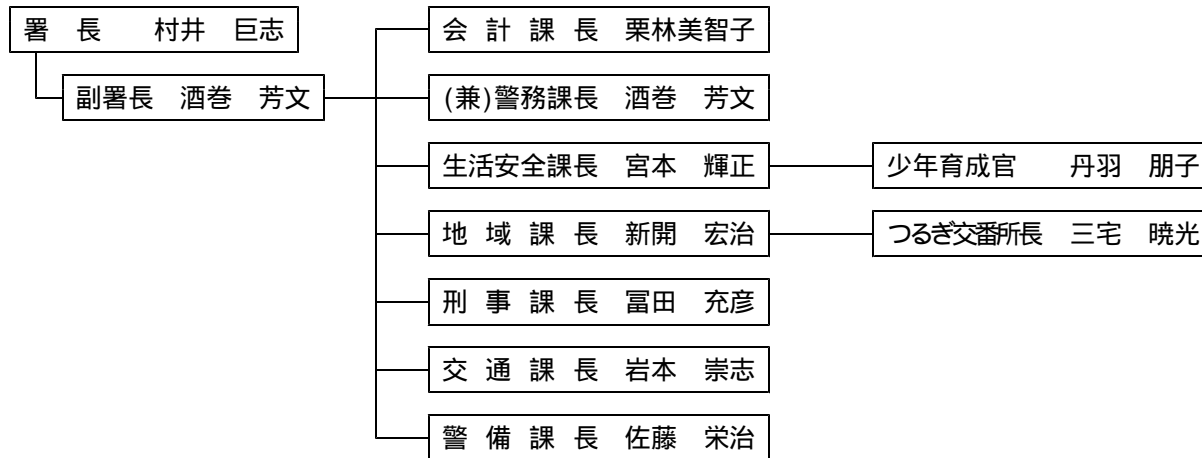 署　長　　村井　巨志
副署長　酒巻　芳文
会 計 課 長　栗林美智子
(兼)警務課長　酒巻　芳文
生活安全課長　宮本　輝正
少年育成官　　丹羽　朋子
地 域 課 長　新開　宏治
つるぎ交番所長　三宅　暁光
刑 事 課 長　冨田　充彦
交 通 課 長　岩本　崇志
警 備 課 長　佐藤　栄治